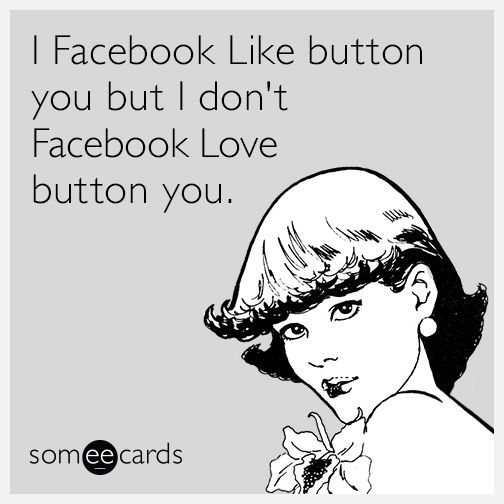 I Facebook Like button
you but I don't
Facebook Love
button you.
someecards